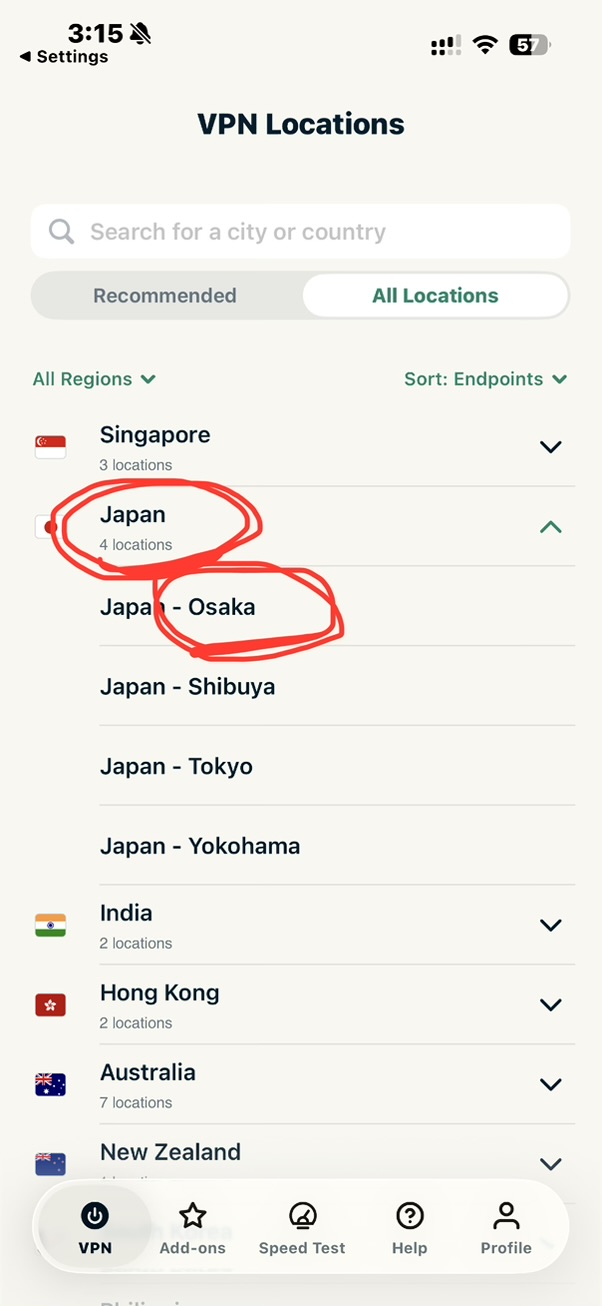 3:15
57
◀ Settings
VPN Locations
Search for a city or country
Recommended
All Locations
All Regions
Sort: Endpoints
Singapore
3 locations
Japan
4 locations
Japan - Osaka
Japan - Shibuya
Japan - Tokyo
Japan - Yokohama
India
2 locations
Hong Kong
2 locations
Australia
7 locations
New Zealand
VPN
Add-ons
Speed Test
Help
Profile